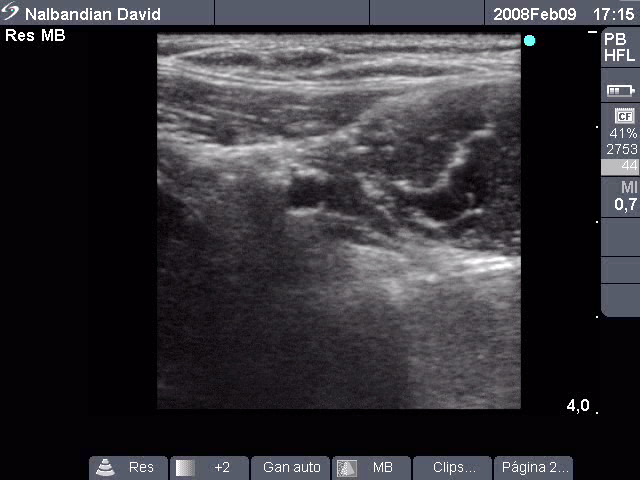 Nalbandian David 2008Feb09 17:15
Res MB
PB
HFL
CF
41%
2753
44
MI
0,7
4,0
Res +2 Gan auto MB Clips... Página 2...